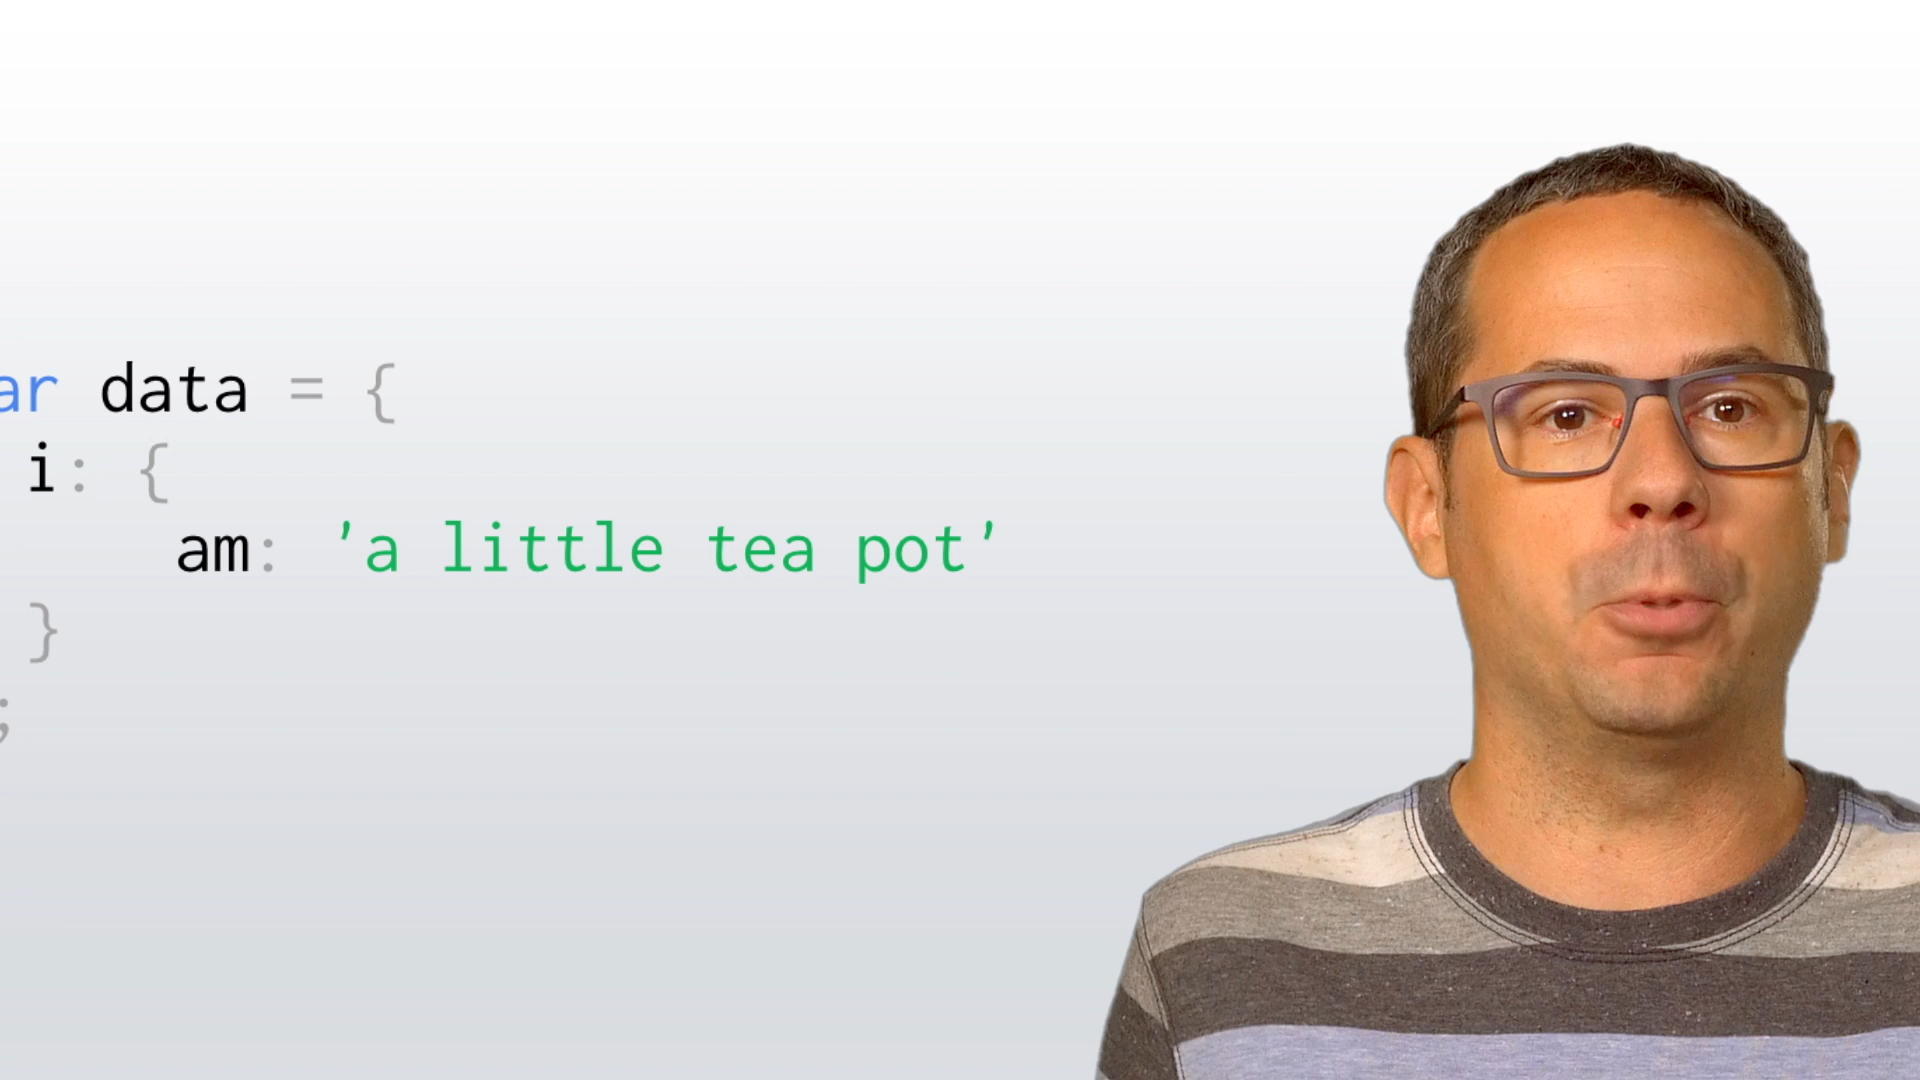 ar data = {
i: {
am: 'a little tea pot'
}
;